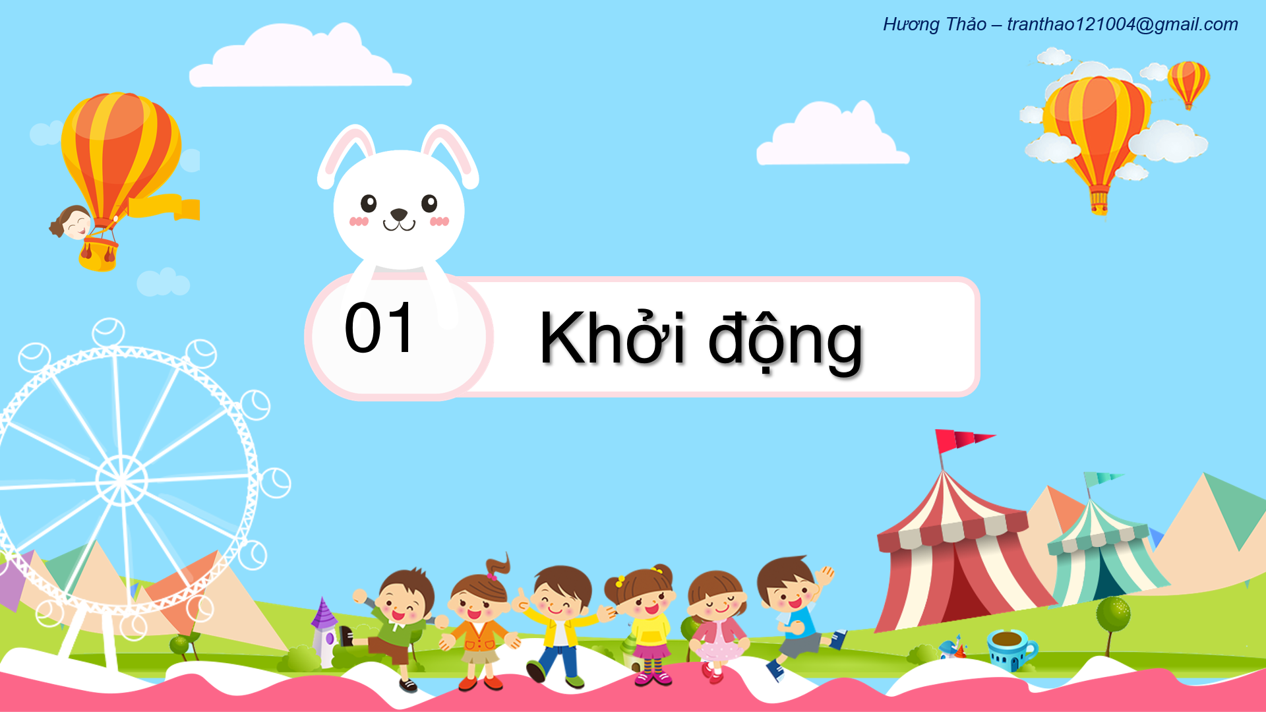 Hương Thảo – tranthao121004@gmail.com
01
Khởi động